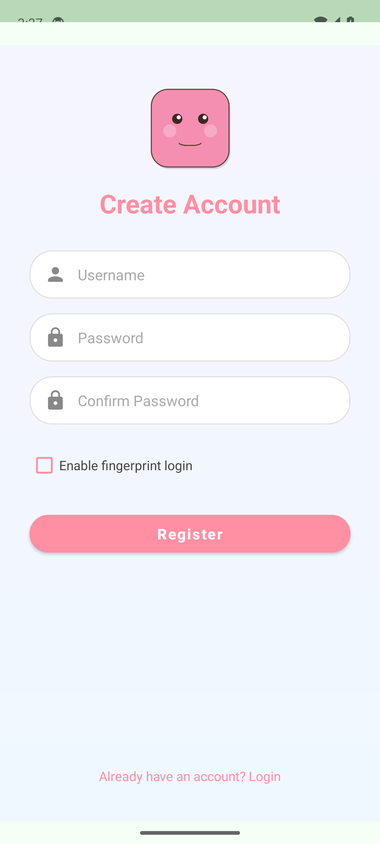 Create Account
Username
Password
Confirm Password
Enable fingerprint login
Register
Already have an account? Login